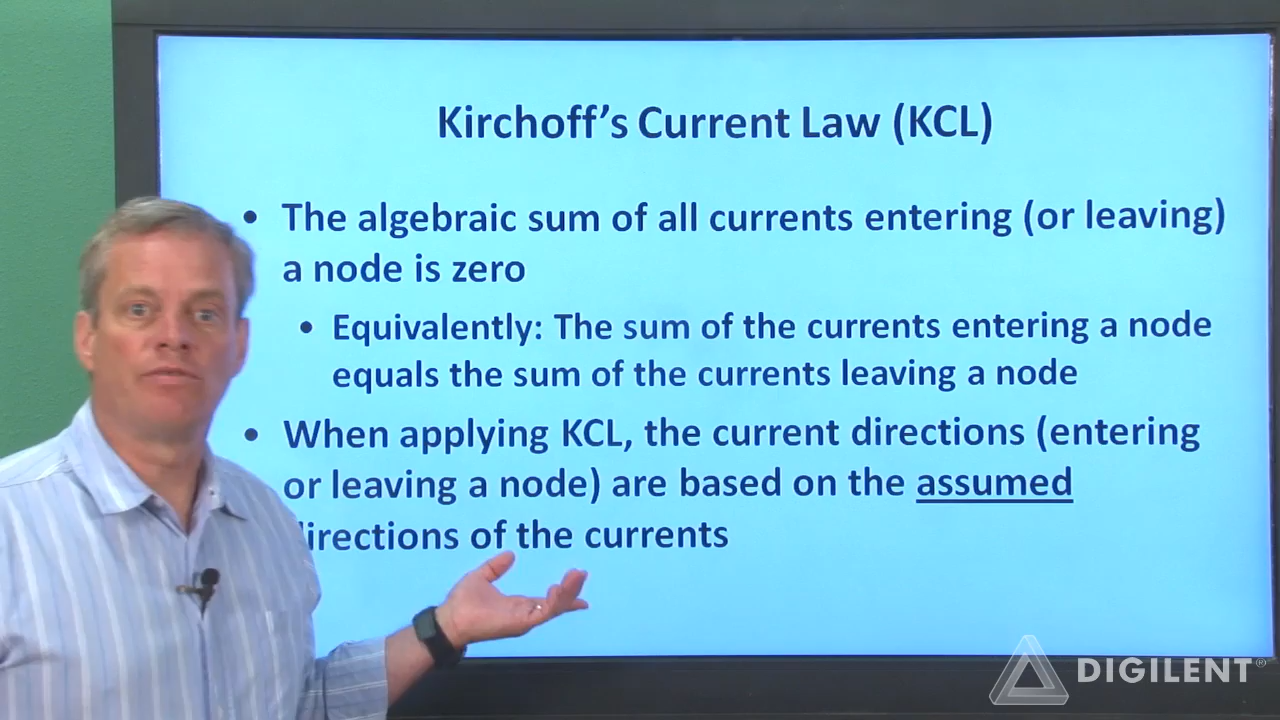 Kirchoff's Current Law (KCL)
• The algebraic sum of all currents entering (or leaving)
a node is zero
• Equivalently: The sum of the currents entering a node
equals the sum of the currents leaving a node
• When applying KCL, the current directions (entering
or leaving a node) are based on the assumed
directions of the currents
DIGILENT®